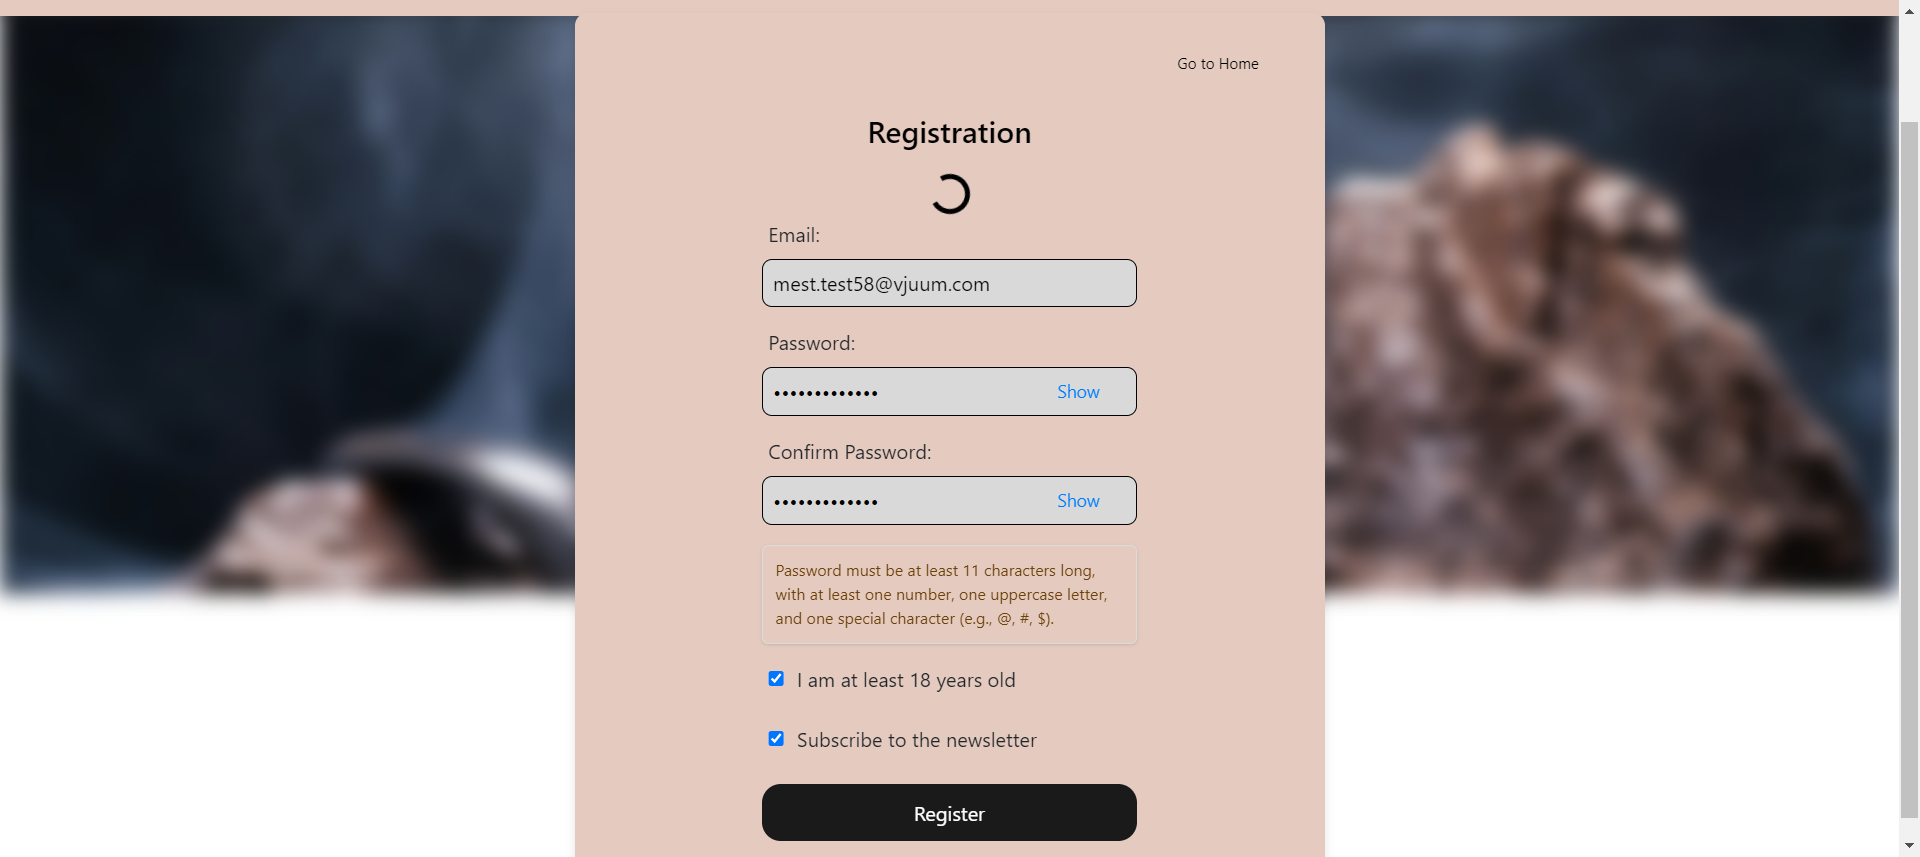 Go to Home
Registration
Email:
mest.test58@vjuum.com
Password:
••••••••••••• Show
Confirm Password:
••••••••••••• Show
Password must be at least 11 characters long,
with at least one number, one uppercase letter,
and one special character (e.g., @, #, $).
I am at least 18 years old
Subscribe to the newsletter
Register